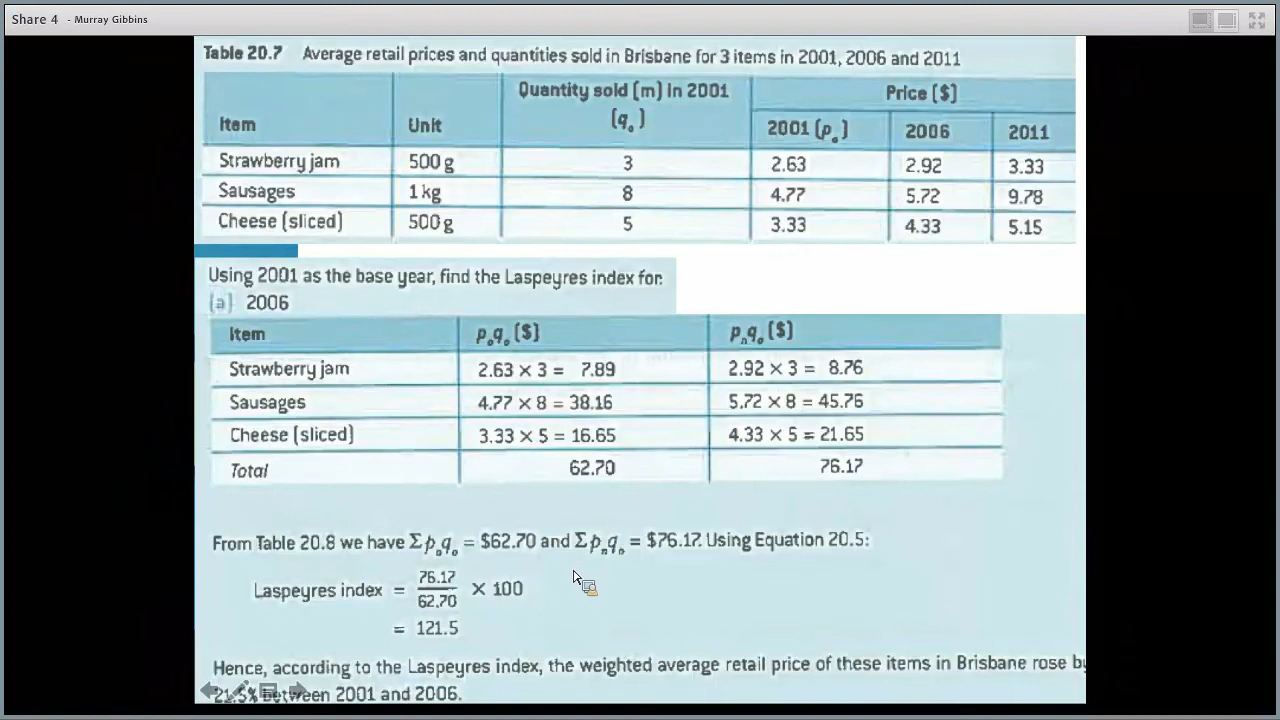 Share 4 - Murray Gibbins
Table 20.7 Average retail prices and quantities sold in Brisbane for 3 items in 2001, 2006 and 2011
Item Unit Quantity sold (m) in 2001 (q₀) Price ($)
2001 (p₀) 2006 2011
Strawberry jam 500 g 3 2.63 2.92 3.33
Sausages 1 kg 8 4.77 5.72 9.78
Cheese (sliced) 500 g 5 3.33 4.33 5.15
Using 2001 as the base year, find the Laspeyres index for:
(a) 2006
Item p₀q₀ ($) pₙq₀ ($)
Strawberry jam 2.63 × 3 = 7.89 2.92 × 3 = 8.76
Sausages 4.77 × 8 = 38.16 5.72 × 8 = 45.76
Cheese (sliced) 3.33 × 5 = 16.65 4.33 × 5 = 21.65
Total 62.70 76.17
From Table 20.8 we have Σp₀q₀ = $62.70 and Σpₙq₀ = $76.17. Using Equation 20.5:
Laspeyres index = 76.17/62.70 × 100
= 121.5
Hence, according to the Laspeyres index, the weighted average retail price of these items in Brisbane rose by
21.5% between 2001 and 2006.